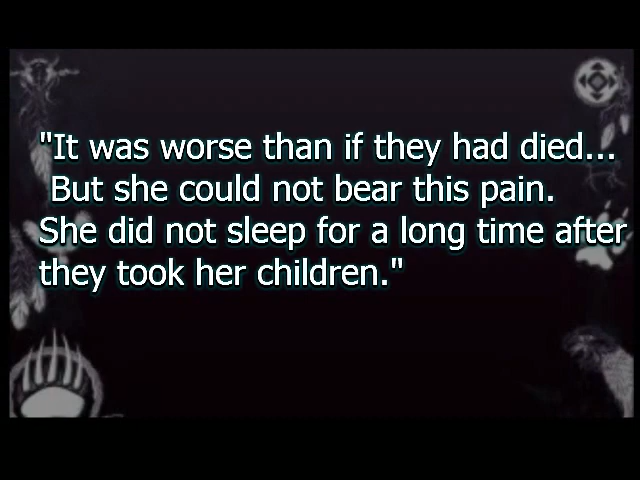 "It was worse than if they had died...
But she could not bear this pain.
She did not sleep for a long time after
they took her children."